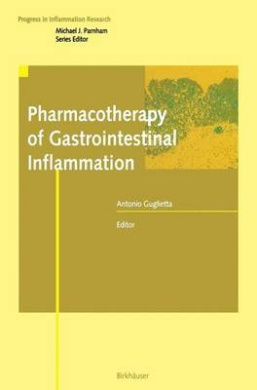 Progress in Inflammation Research
Michael J. Parnham
Series Editor
Pharmacotherapy
of Gastrointestinal
Inflammation
Antonio Guglietta
Editor
Birkhäuser